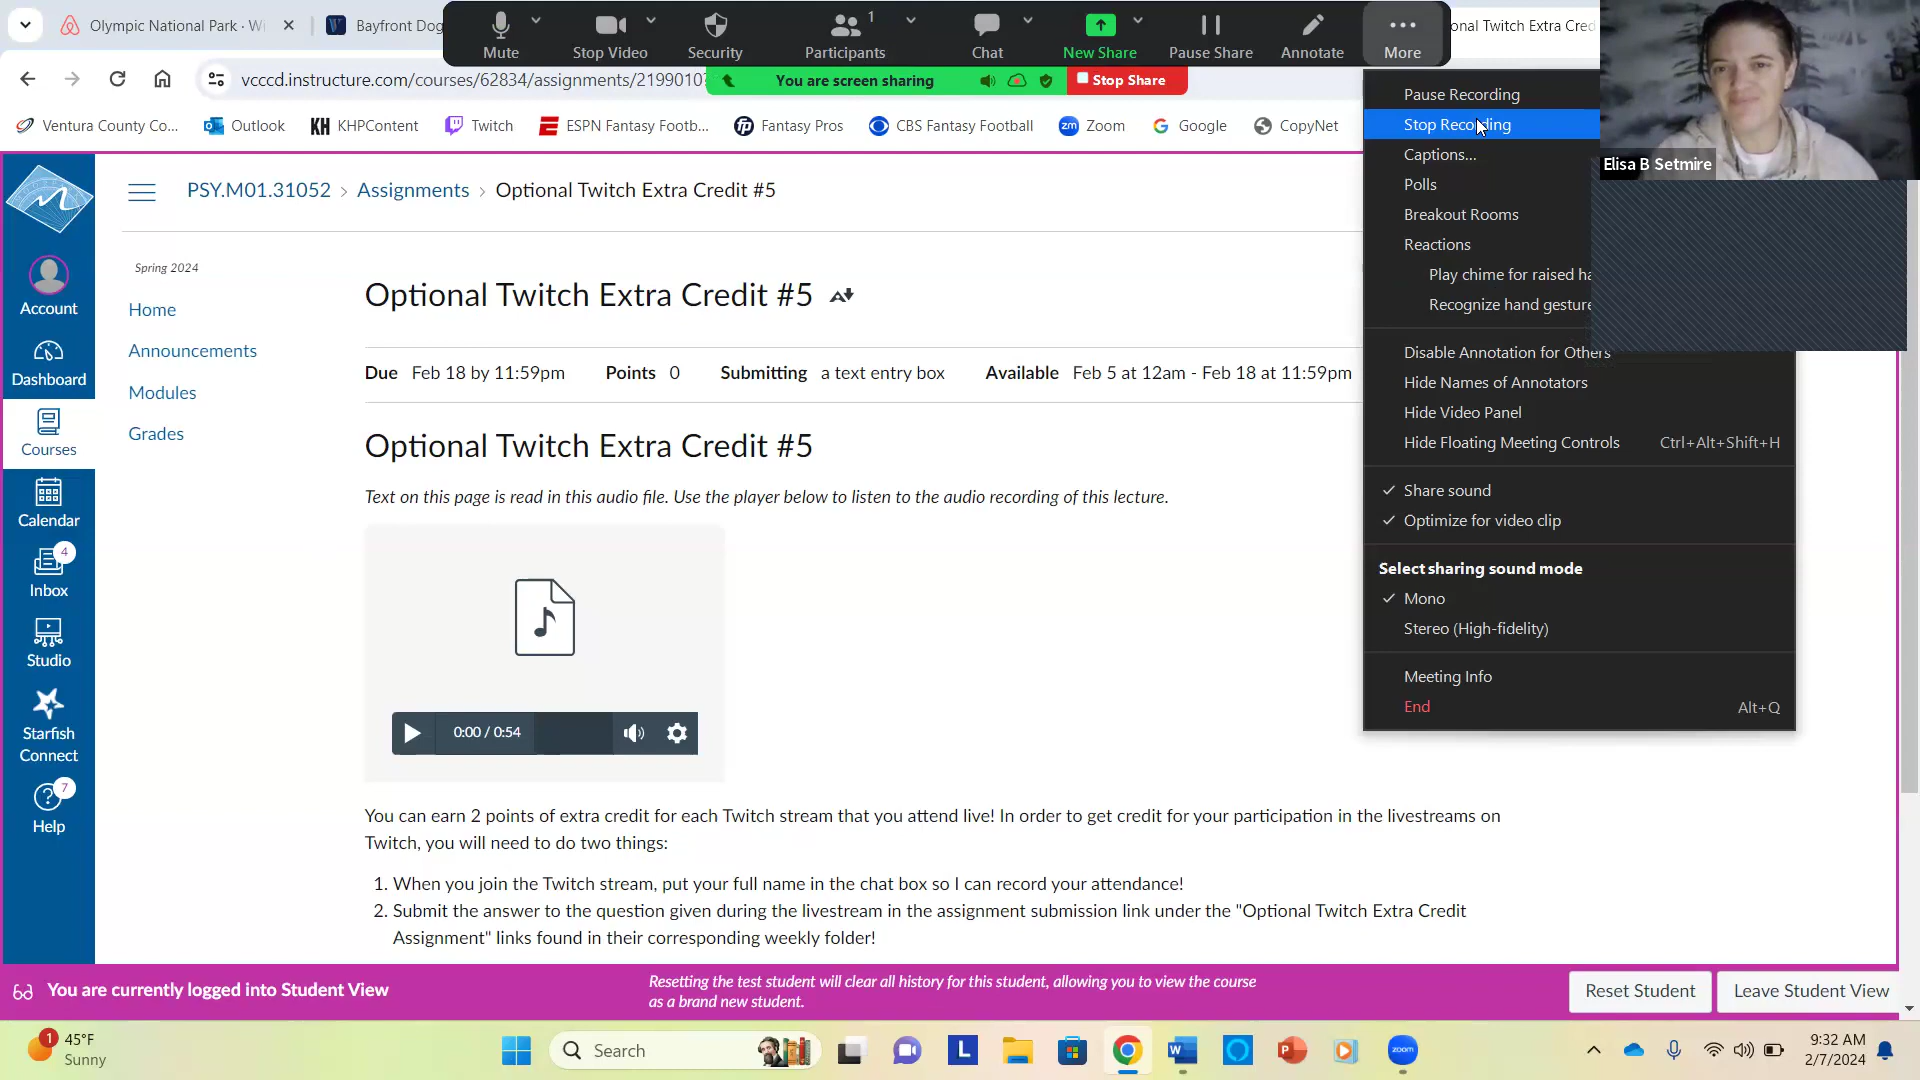 Olympic National Park · Wi
Bayfront Dog
onal Twitch Extra Cred
Mute
Stop Video
Security
Participants
1
Chat
New Share
Pause Share
Annotate
More
vcccd.instructure.com/courses/62834/assignments/2199010?
You are screen sharing
Stop Share
Ventura County Co...
Outlook
KHPContent
Twitch
ESPN Fantasy Footb...
Fantasy Pros
CBS Fantasy Football
Zoom
Google
CopyNet
Pause Recording
Stop Recording
Captions...
Polls
Breakout Rooms
Reactions
Play chime for raised ha
Recognize hand gesture
Disable Annotation for Others
Hide Names of Annotators
Hide Video Panel
Hide Floating Meeting Controls Ctrl+Alt+Shift+H
Share sound
Optimize for video clip
Select sharing sound mode
Mono
Stereo (High-fidelity)
Meeting Info
End Alt+Q
Elisa B Setmire
PSY.M01.31052 › Assignments › Optional Twitch Extra Credit #5
Account
Dashboard
Courses
Calendar
4
Inbox
Studio
Starfish
Connect
7
Help
Spring 2024
Home
Announcements
Modules
Grades
Optional Twitch Extra Credit #5
Due Feb 18 by 11:59pm Points 0 Submitting a text entry box Available Feb 5 at 12am - Feb 18 at 11:59pm
Optional Twitch Extra Credit #5
Text on this page is read in this audio file. Use the player below to listen to the audio recording of this lecture.
0:00 / 0:54
You can earn 2 points of extra credit for each Twitch stream that you attend live! In order to get credit for your participation in the livestreams on
Twitch, you will need to do two things:
1. When you join the Twitch stream, put your full name in the chat box so I can record your attendance!
2. Submit the answer to the question given during the livestream in the assignment submission link under the "Optional Twitch Extra Credit
Assignment" links found in their corresponding weekly folder!
You are currently logged into Student View
Resetting the test student will clear all history for this student, allowing you to view the course
as a brand new student.
Reset Student
Leave Student View
1
45°F
Sunny
Search
zoom
9:32 AM
2/7/2024